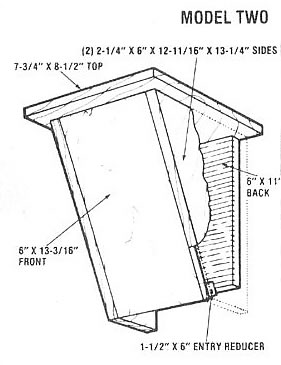 MODEL TWO
(2) 2-1/4" X 6" X 12-11/16" X 13-1/4" SIDES
7-3/4" X 8-1/2" TOP
6" X 11"
BACK
6" X 13-3/16"
FRONT
1-1/2" X 6" ENTRY REDUCER